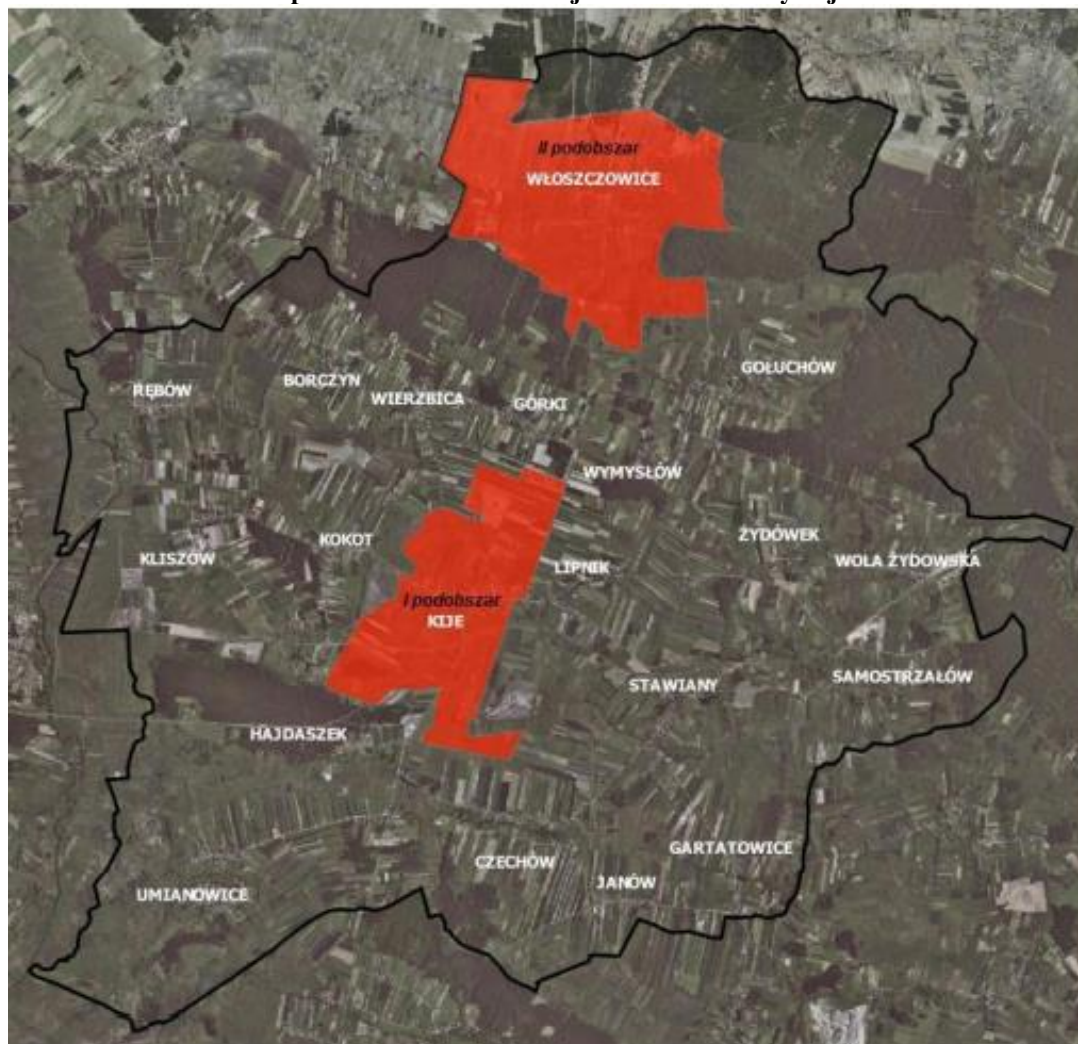 II podobszar
WŁOSZCZOWICE
GOŁUCHÓW
RĘBÓW
BORCZYN
WIERZBICA
GÓRKI
WYMYSŁÓW
KLISZÓW
KOKOT
LIPNIK
ŻYDÓWEK
WOLA ŻYDOWSKA
I podobszar
KIJE
STAWIANY
SAMOSTRZAŁÓW
HAJDASZEK
UMIANOWICE
CZECHÓW
JANÓW
GARTATOWICE